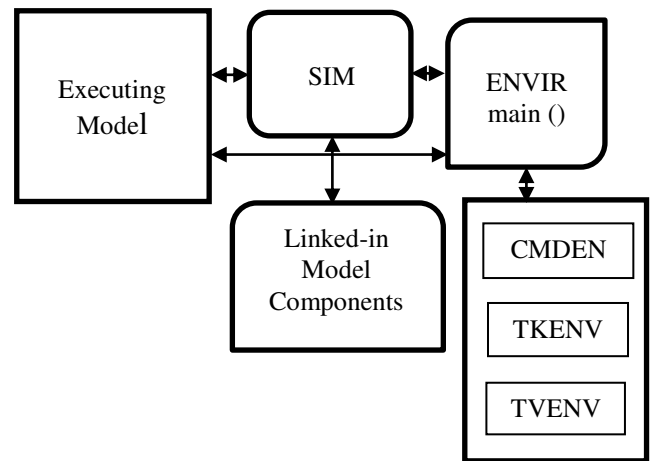 Executing
Model
SIM
ENVIR
main ()
Linked-in
Model
Components
CMDEN
TKENV
TVENV